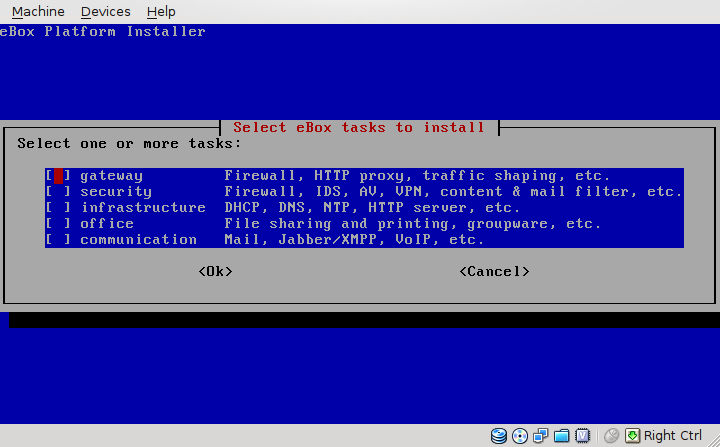 Machine Devices Help
eBox Platform Installer
Select eBox tasks to install
Select one or more tasks:
[ ] gateway Firewall, HTTP proxy, traffic shaping, etc.
[ ] security Firewall, IDS, AV, VPN, content & mail filter, etc.
[ ] infrastructure DHCP, DNS, NTP, HTTP server, etc.
[ ] office File sharing and printing, groupware, etc.
[ ] communication Mail, Jabber/XMPP, VoIP, etc.
<Ok> <Cancel>
Right Ctrl